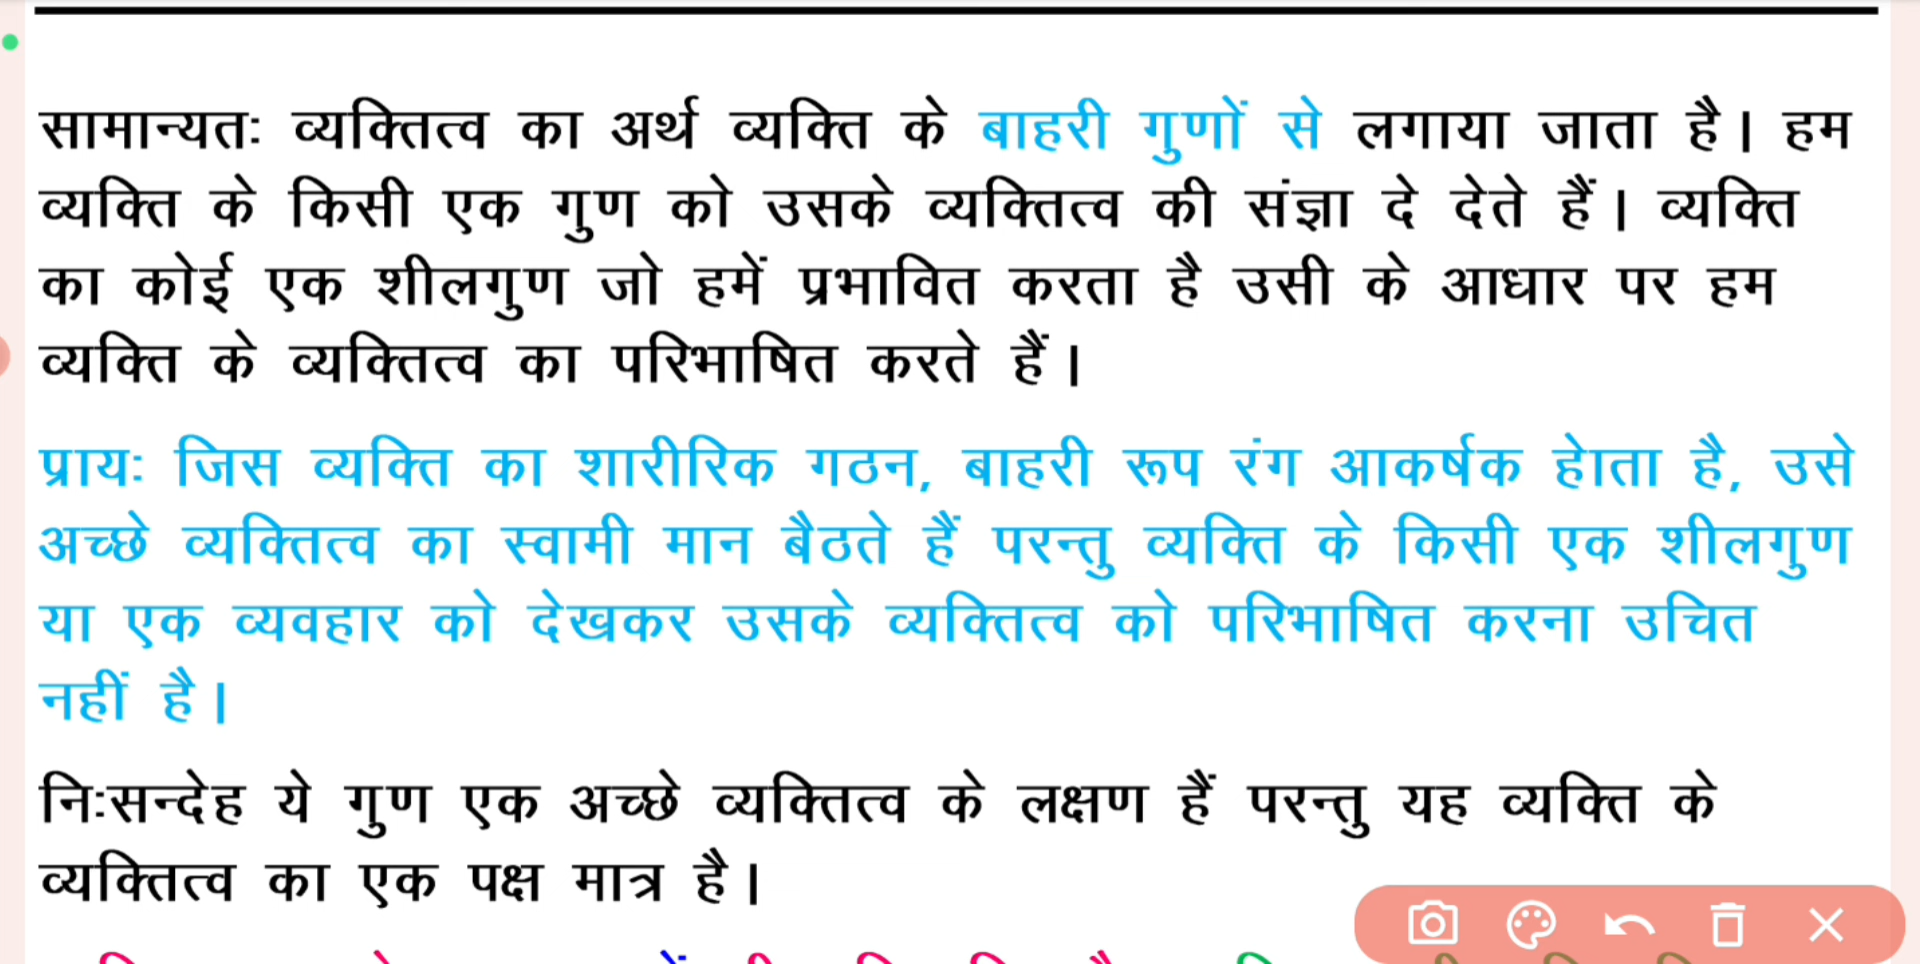 सामान्यतः व्यक्तित्व का अर्थ व्यक्ति के बाहरी गुणों से लगाया जाता है। हम
व्यक्ति के किसी एक गुण को उसके व्यक्तित्व की संज्ञा दे देते हैं। व्यक्ति
का कोई एक शीलगुण जो हमें प्रभावित करता है उसी के आधार पर हम
व्यक्ति के व्यक्तित्व का परिभाषित करते हैं।
प्रायः जिस व्यक्ति का शारीरिक गठन, बाहरी रूप रंग आकर्षक हेाता है, उसे
अच्छे व्यक्तित्व का स्वामी मान बैठते हैं परन्तु व्यक्ति के किसी एक शीलगुण
या एक व्यवहार को देखकर उसके व्यक्तित्व को परिभाषित करना उचित
नहीं है।
निःसन्देह ये गुण एक अच्छे व्यक्तित्व के लक्षण हैं परन्तु यह व्यक्ति के
व्यक्तित्व का एक पक्ष मात्र है।